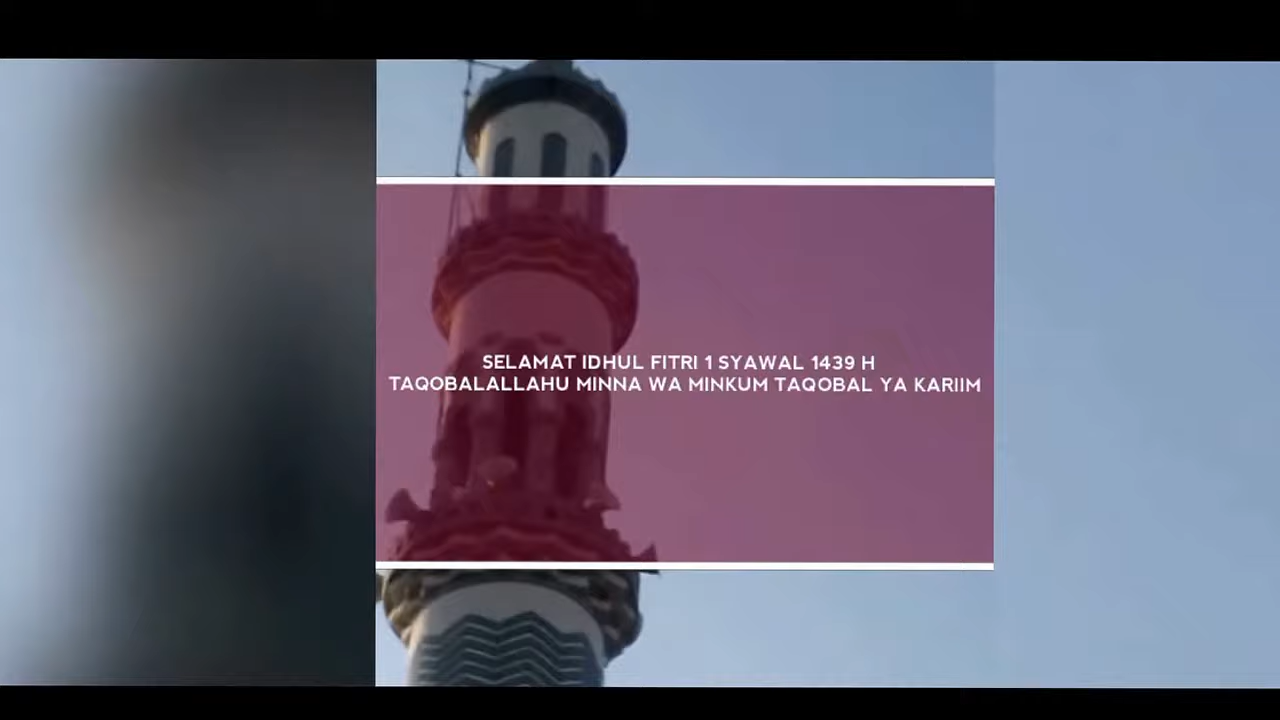 SELAMAT IDHUL FITRI 1 SYAWAL 1439 H
TAQOBALALLAHU MINNA WA MINKUM TAQOBAL YA KARIIM